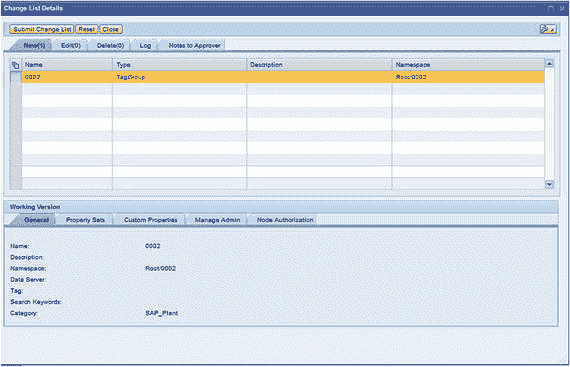 Change List Details
Submit Change List Reset Close
New(1) Edit(0) Delete(0) Log Notes to Approver
Name Type Description Namespace
0002 TagGroup Root/0002
Working Version
General Property Sets Custom Properties Manage Admin Node Authorization
Name: 0002
Description:
Namespace: Root/0002
Data Server:
Tag:
Search Keywords:
Category: SAP_Plant